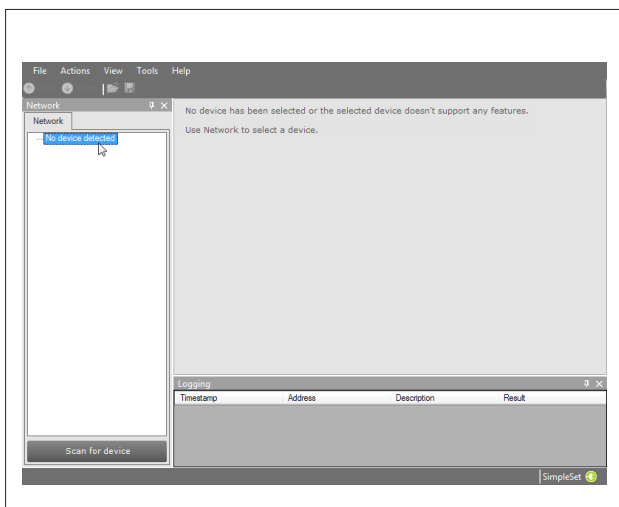 File Actions View Tools Help
Network
Network
No device detected
Scan for device
No device has been selected or the selected device doesn't support any features.
Use Network to select a device.
Logging
Timestamp Address Description Result
SimpleSet